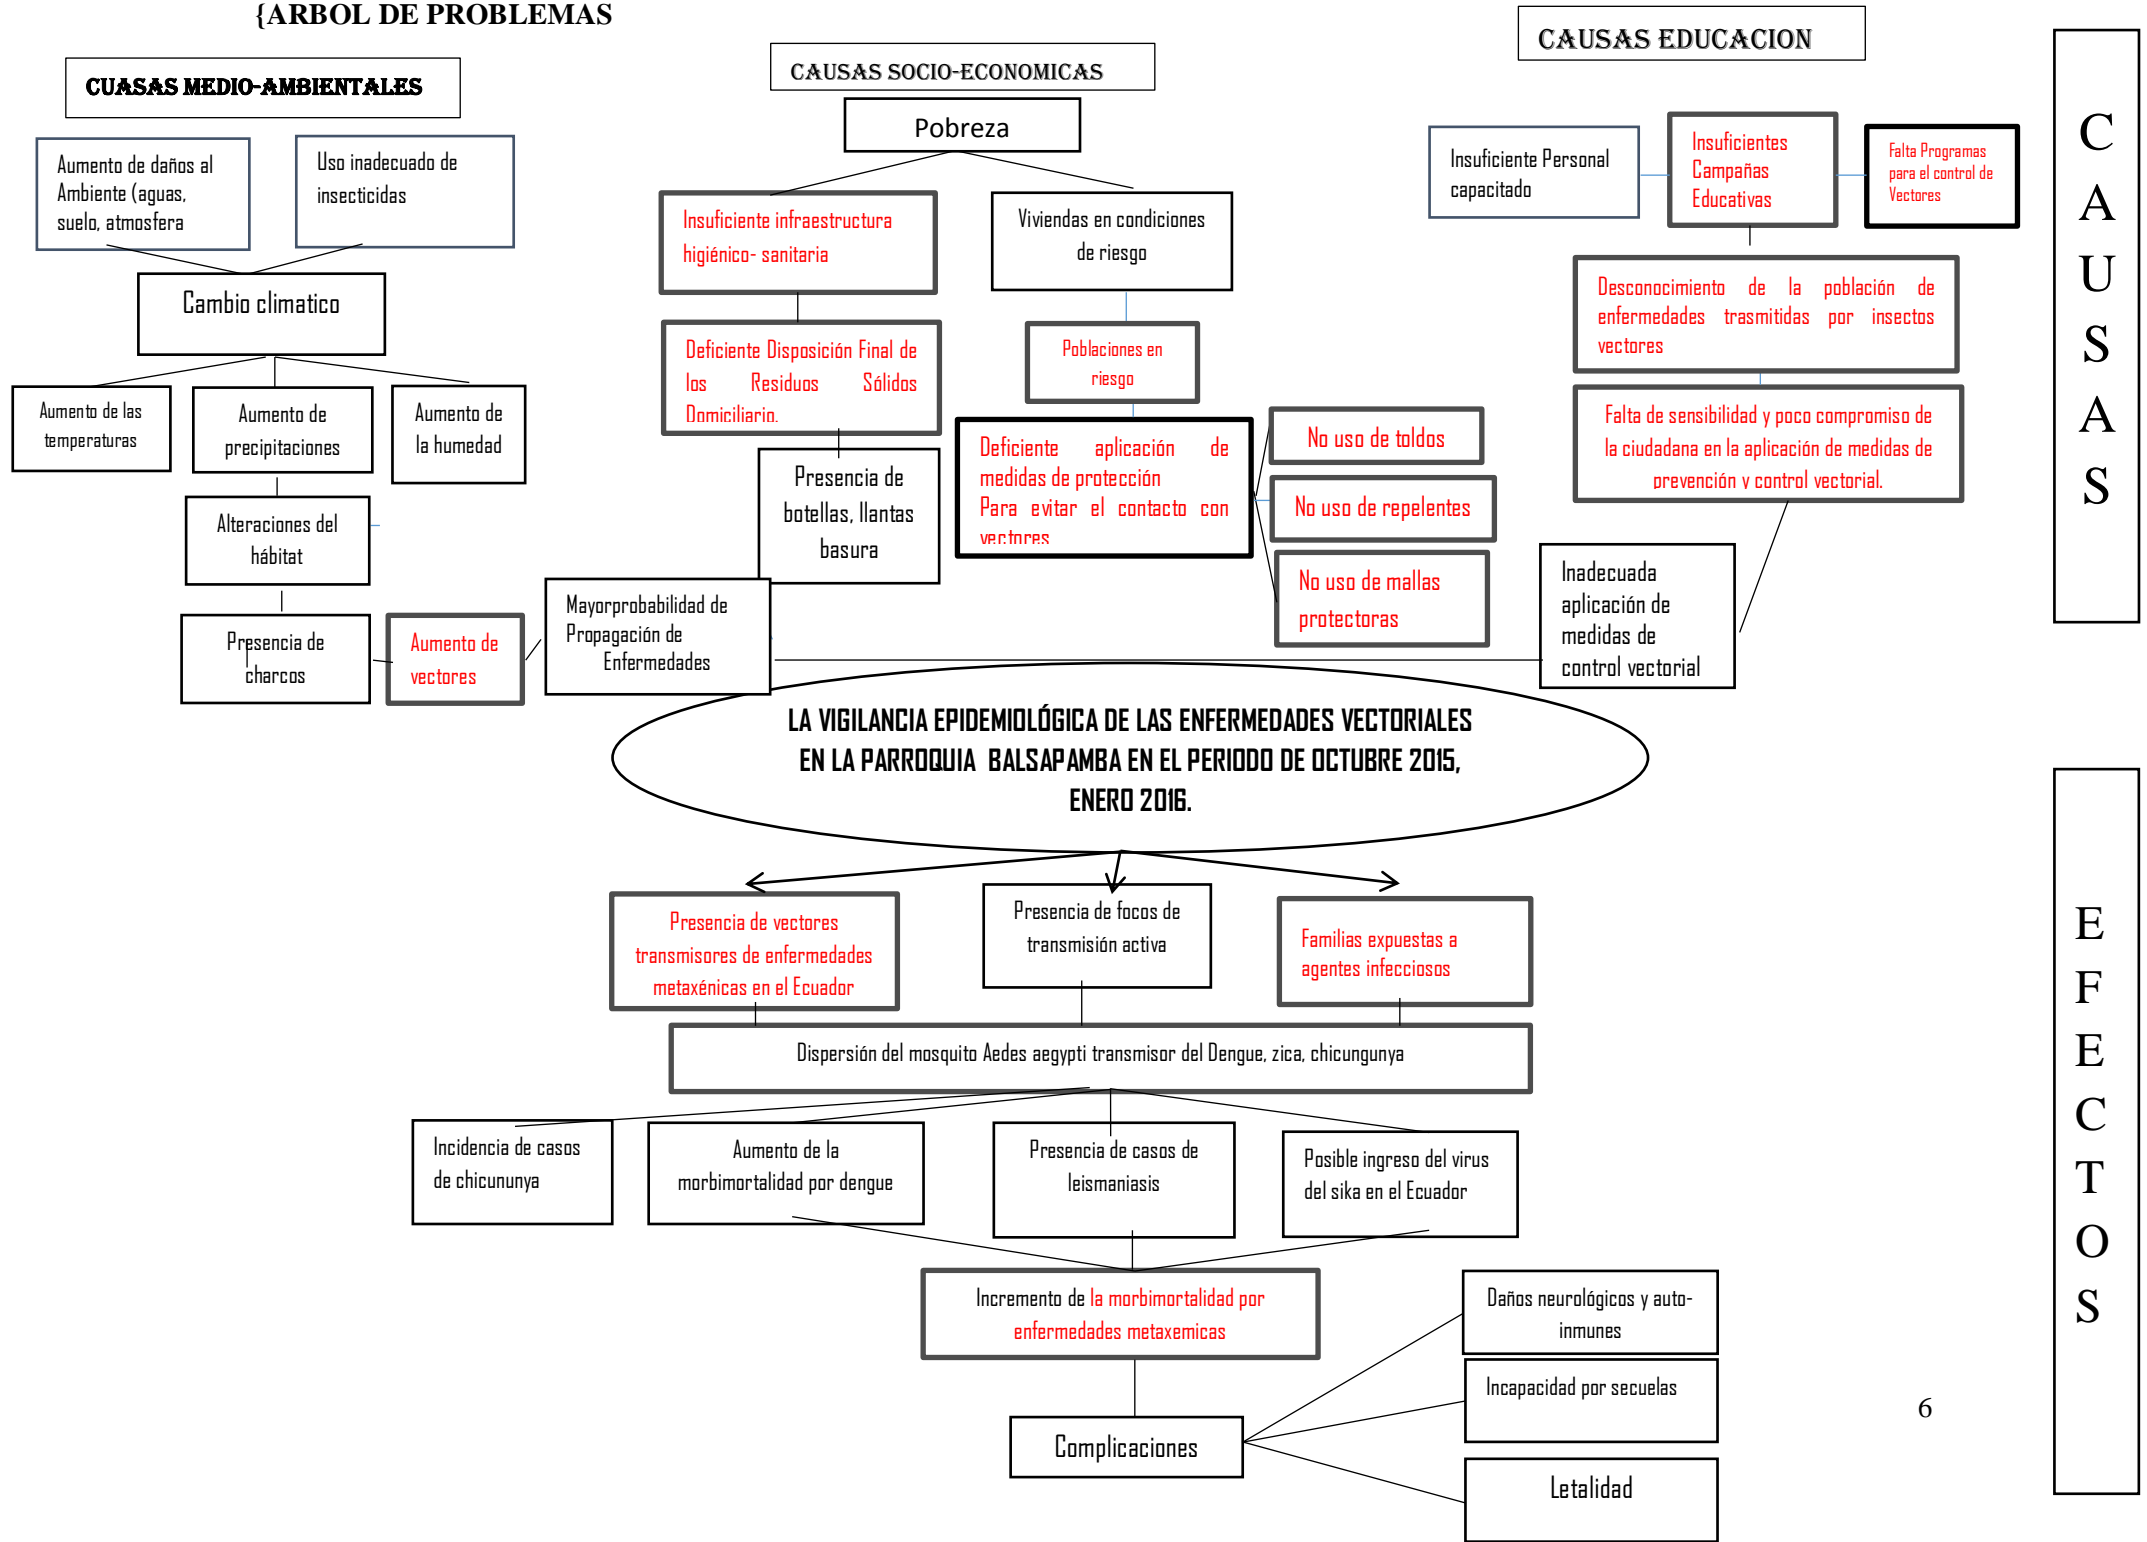 {ARBOL DE PROBLEMAS
CUASAS MEDIO-AMBIENTALES
Aumento de daños al
Ambiente (aguas,
suelo, atmosfera
Uso inadecuado de
insecticidas
Cambio climatico
Aumento de las
temperaturas
Aumento de
precipitaciones
Aumento de
la humedad
Alteraciones del
hábitat
Presencia de
charcos
Aumento de
vectores
Mayorprobabilidad de
Propagación de
Enfermedades
CAUSAS SOCIO-ECONOMICAS
Pobreza
Insuficiente infraestructura
higiénico- sanitaria
Viviendas en condiciones
de riesgo
Deficiente Disposición Final de
los Residuos Sólidos
Domiciliario.
Presencia de
botellas, llantas
basura
Poblaciones en
riesgo
Deficiente aplicación de
medidas de protección
Para evitar el contacto con
vectores
No uso de toldos
No uso de repelentes
No uso de mallas
protectoras
CAUSAS EDUCACION
Insuficiente Personal
capacitado
Insuficientes
Campañas
Educativas
Falta Programas
para el control de
Vectores
Desconocimiento de la población de
enfermedades trasmitidas por insectos
vectores
Falta de sensibilidad y poco compromiso de
la ciudadana en la aplicación de medidas de
prevención y control vectorial.
Inadecuada
aplicación de
medidas de
control vectorial
C
A
U
S
A
S
LA VIGILANCIA EPIDEMIOLÓGICA DE LAS ENFERMEDADES VECTORIALES
EN LA PARROQUIA BALSAPAMBA EN EL PERIODO DE OCTUBRE 2015,
ENERO 2016.
Presencia de vectores
transmisores de enfermedades
metaxénicas en el Ecuador
Presencia de focos de
transmisión activa
Familias expuestas a
agentes infecciosos
Dispersión del mosquito Aedes aegypti transmisor del Dengue, zica, chicungunya
Incidencia de casos
de chicununya
Aumento de la
morbimortalidad por dengue
Presencia de casos de
leismaniasis
Posible ingreso del virus
del sika en el Ecuador
Incremento de la morbimortalidad por
enfermedades metaxemicas
Complicaciones
Daños neurológicos y auto-
inmunes
Incapacidad por secuelas
Letalidad
E
F
E
C
T
O
S
6